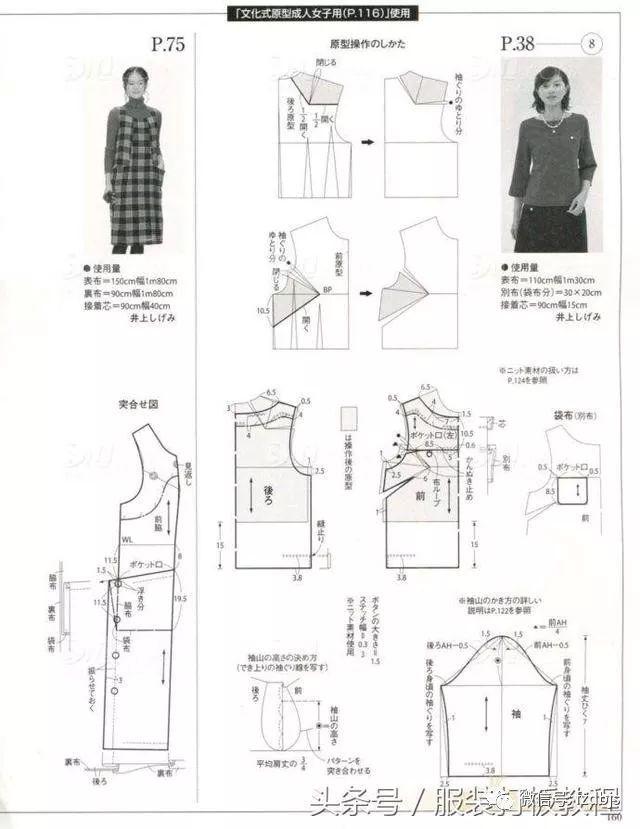 「文化式原型成人女子用(P.116)」使用
P.75
●使用量
表布＝150cm幅1m80cm
裏布＝90cm幅1m80cm
接着芯＝90cm幅40cm
井上しげみ
突合せ図
見返し
前脇
WL
11.5
ポケット口
8
1.5
脇布
11.5
浮き分
19.5
脇布
裏布
袋布
袋布
3
振らせておく
裏布
後ろ
裏布
原型操作のしかた
閉じる
袖ぐりのゆとり分
後ろ原型
1/2開く
1/2
開く
袖ぐりのゆとり分
閉じる
前原型
BP
10.5
開く
P.38
8
●使用量
表布＝110cm幅1m30cm
別布(袋布分)＝30×20cm
接着芯＝90cm幅15cm
井上しげみ
※ニット素材の扱い方は
P.124を参照
6.5
0.5
3
4
4
2.5
後ろ
15
縫止り
3.8
は操作後の原型
6.5
0.5
4
7
1.5
ポケット口(左)
10.5
8.5
0.6
5
2.5
6
布ループ
かんぬき止め
前
15
3.8
芯
別布
袋布(別布)
0.5
ポケット口
0.5
8.5
前
ボタンの大きさ＝1.5
ステッチ幅＝0.3
※ニット素材使用
袖山の高さの決め方
(でき上りの袖ぐり線を写す)
後ろ
前
袖山の高さ
平均肩丈の3/4
パターンを
突き合わせる
※袖山のかき方の詳しい
説明はP.122を参照
▲＝前AH/4
1.5
1.5
後ろAH−0.5
前AH−0.5
後ろ身頃の袖ぐりを写す
前身頃の袖ぐりを写す
袖丈ひく7
1
袖
1
3.8
2.5
2.5
头条号／服装打板教程
160